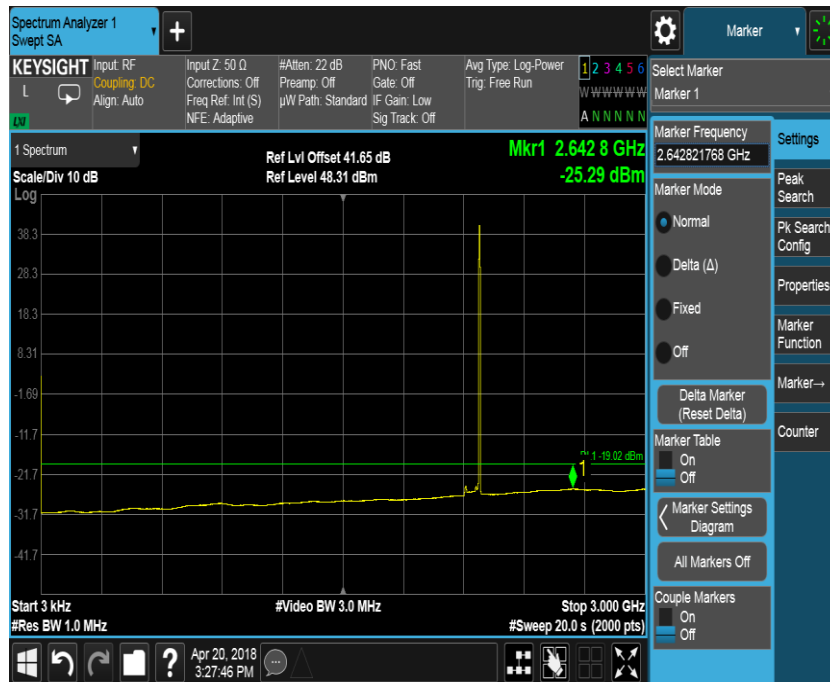 Spectrum Analyzer 1
Swept SA
+
Marker
KEYSIGHT
L
LXI
Input: RF
Coupling: DC
Align: Auto
Input Z: 50 Ω
Corrections: Off
Freq Ref: Int (S)
NFE: Adaptive
#Atten: 22 dB
Preamp: Off
µW Path: Standard
PNO: Fast
Gate: Off
IF Gain: Low
Sig Track: Off
Avg Type: Log-Power
Trig: Free Run
1 2 3 4 5 6
W W W W W W
A N N N N N
Select Marker
Marker 1
1 Spectrum
Scale/Div 10 dB
Log
Ref Lvl Offset 41.65 dB
Ref Level 48.31 dBm
Mkr1 2.642 8 GHz
-25.29 dBm
38.3
28.3
18.3
8.31
-1.69
-11.7
-21.7
-31.7
-41.7
1 -19.02 dBm
1
Start 3 kHz
#Res BW 1.0 MHz
#Video BW 3.0 MHz
Stop 3.000 GHz
#Sweep 20.0 s (2000 pts)
Marker Frequency
2.642821768 GHz
Marker Mode
Normal
Delta (Δ)
Fixed
Off
Delta Marker
(Reset Delta)
Marker Table
On
Off
Marker Settings
Diagram
All Markers Off
Couple Markers
On
Off
Settings
Peak
Search
Pk Search
Config
Properties
Marker
Function
Marker→
Counter
?
Apr 20, 2018
3:27:46 PM